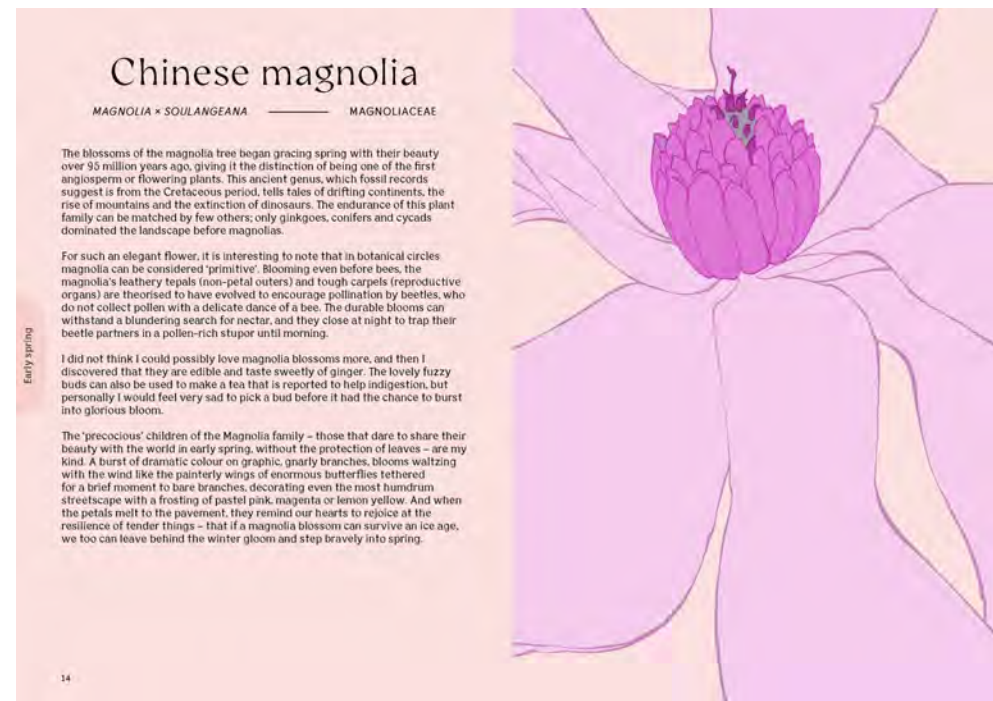 Chinese magnolia
MAGNOLIA × SOULANGEANA MAGNOLIACEAE
The blossoms of the magnolia tree began gracing spring with their beauty
over 95 million years ago, giving it the distinction of being one of the first
angiosperm or flowering plants. This ancient genus, which fossil records
suggest is from the Cretaceous period, tells tales of drifting continents, the
rise of mountains and the extinction of dinosaurs. The endurance of this plant
family can be matched by few others; only ginkgoes, conifers and cycads
dominated the landscape before magnolias.
For such an elegant flower, it is interesting to note that in botanical circles
magnolia can be considered ‘primitive’. Blooming even before bees, the
magnolia’s leathery tepals (non-petal outers) and tough carpels (reproductive
organs) are theorised to have evolved to encourage pollination by beetles, who
do not collect pollen with a delicate dance of a bee. The durable blooms can
withstand a blundering search for nectar, and they close at night to trap their
beetle partners in a pollen-rich stupor until morning.
I did not think I could possibly love magnolia blossoms more, and then I
discovered that they are edible and taste sweetly of ginger. The lovely fuzzy
buds can also be used to make a tea that is reported to help indigestion, but
personally I would feel very sad to pick a bud before it had the chance to burst
into glorious bloom.
The ‘precocious’ children of the Magnolia family – those that dare to share their
beauty with the world in early spring, without the protection of leaves – are my
kind. A burst of dramatic colour on graphic, gnarly branches, blooms waltzing
with the wind like the painterly wings of enormous butterflies tethered
for a brief moment to bare branches, decorating even the most humdrum
streetscape with a frosting of pastel pink, magenta or lemon yellow. And when
the petals melt to the pavement, they remind our hearts to rejoice at the
resilience of tender things – that if a magnolia blossom can survive an ice age,
we too can leave behind the winter gloom and step bravely into spring.
Early spring
14